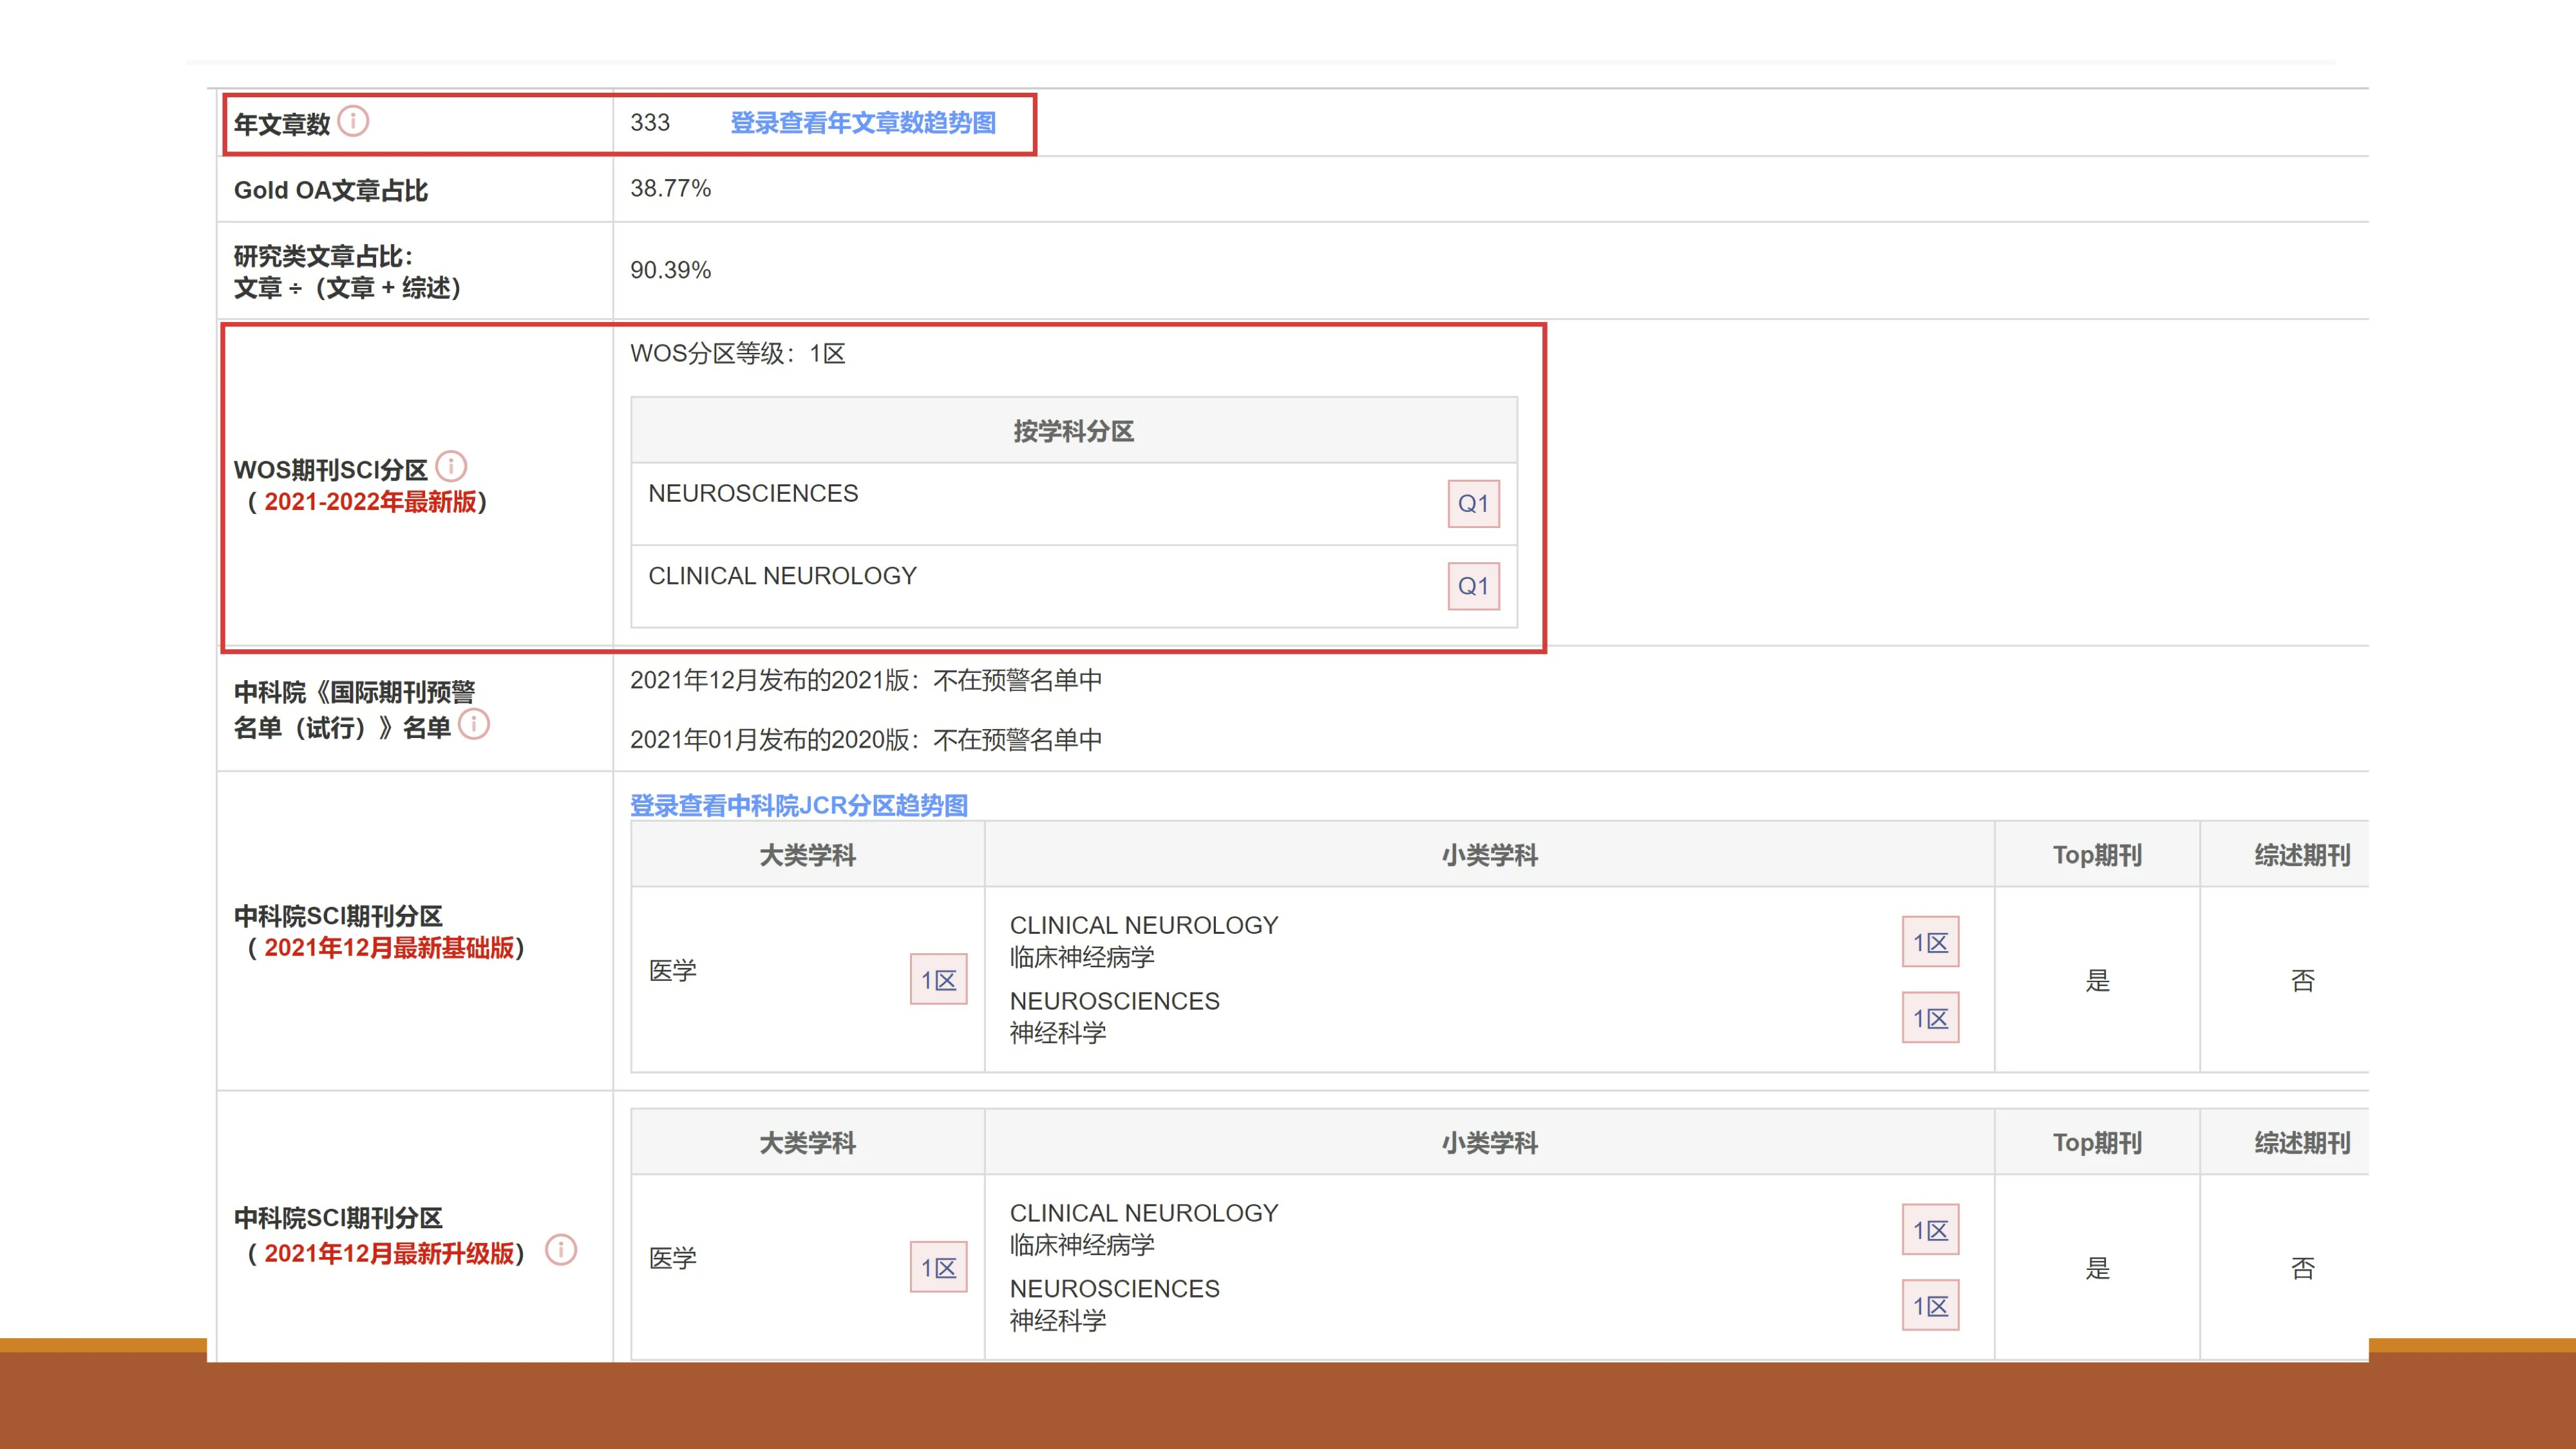 年文章数
333 登录查看年文章数趋势图
Gold OA文章占比
38.77%
研究类文章占比：
文章 ÷（文章 + 综述）
90.39%
WOS期刊SCI分区
（ 2021-2022年最新版）
WOS分区等级：1区
按学科分区
NEUROSCIENCES Q1
CLINICAL NEUROLOGY Q1
中科院《国际期刊预警
名单（试行）》名单
2021年12月发布的2021版：不在预警名单中
2021年01月发布的2020版：不在预警名单中
中科院SCI期刊分区
（ 2021年12月最新基础版）
登录查看中科院JCR分区趋势图
大类学科 小类学科 Top期刊 综述期刊
医学 1区
CLINICAL NEUROLOGY
临床神经病学 1区
NEUROSCIENCES
神经科学 1区
是 否
中科院SCI期刊分区
（ 2021年12月最新升级版）
大类学科 小类学科 Top期刊 综述期刊
医学 1区
CLINICAL NEUROLOGY
临床神经病学 1区
NEUROSCIENCES
神经科学 1区
是 否